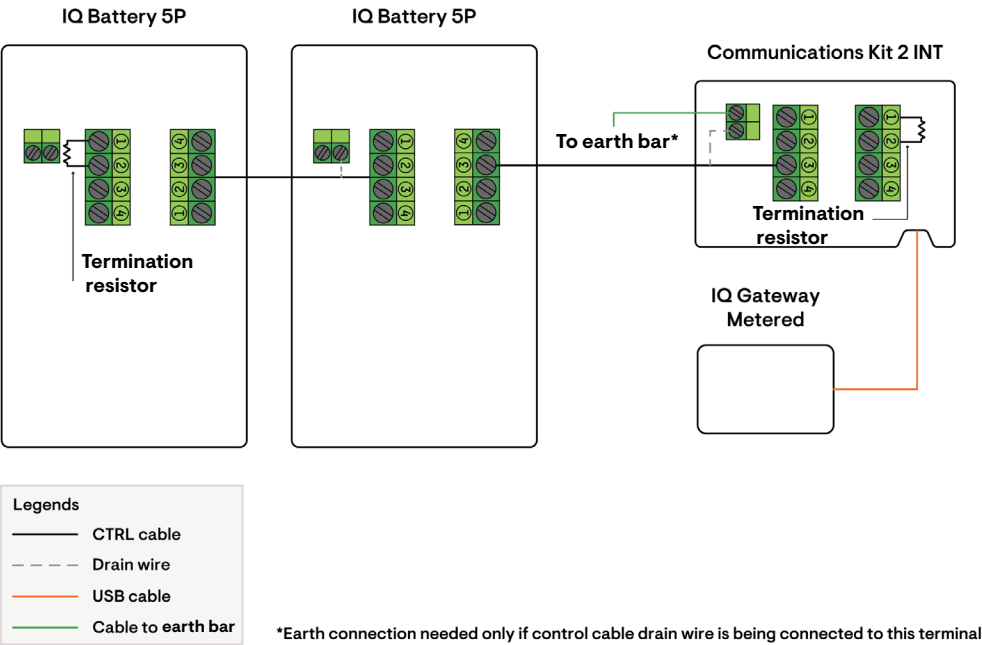 IQ Battery 5P
IQ Battery 5P
Communications Kit 2 INT
To earth bar*
1
2
3
4
4
3
2
1
1
2
3
4
4
3
2
1
1
2
3
4
1
2
3
4
Termination
resistor
Termination
resistor
IQ Gateway
Metered
Legends
CTRL cable
Drain wire
USB cable
Cable to earth bar
*Earth connection needed only if control cable drain wire is being connected to this terminal